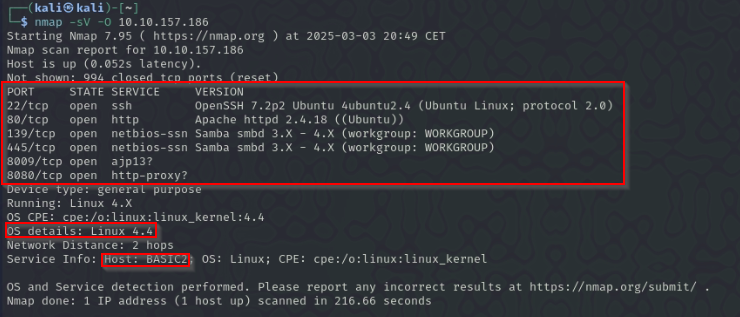 ┌──(kali㉿kali)-[~]
└─$ nmap -sV -O 10.10.157.186
Starting Nmap 7.95 ( https://nmap.org ) at 2025-03-03 20:49 CET
Nmap scan report for 10.10.157.186
Host is up (0.052s latency).
Not shown: 994 closed tcp ports (reset)
PORT     STATE SERVICE     VERSION
22/tcp   open  ssh         OpenSSH 7.2p2 Ubuntu 4ubuntu2.4 (Ubuntu Linux; protocol 2.0)
80/tcp   open  http        Apache httpd 2.4.18 ((Ubuntu))
139/tcp  open  netbios-ssn Samba smbd 3.X - 4.X (workgroup: WORKGROUP)
445/tcp  open  netbios-ssn Samba smbd 3.X - 4.X (workgroup: WORKGROUP)
8009/tcp open  ajp13?
8080/tcp open  http-proxy?
Device type: general purpose
Running: Linux 4.X
OS CPE: cpe:/o:linux:linux_kernel:4.4
OS details: Linux 4.4
Network Distance: 2 hops
Service Info: Host: BASIC2; OS: Linux; CPE: cpe:/o:linux:linux_kernel
OS and Service detection performed. Please report any incorrect results at https://nmap.org/submit/ .
Nmap done: 1 IP address (1 host up) scanned in 216.66 seconds